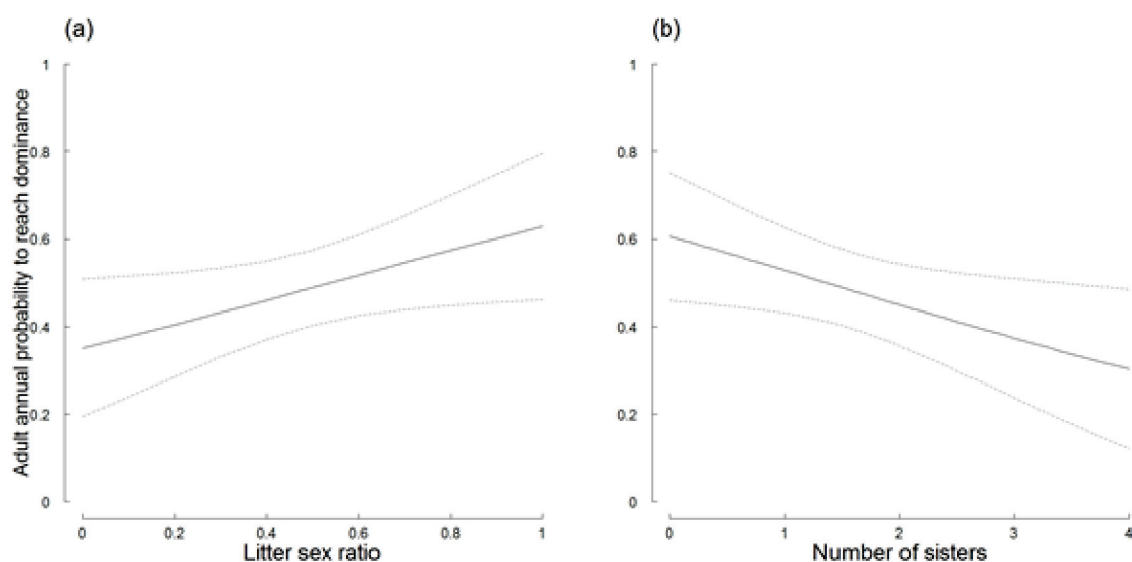 (a)
(b)
Adult annual probability to reach dominance
1
0.8
0.6
0.4
0.2
0
0 0.2 0.4 0.6 0.8 1
Litter sex ratio
1
0.8
0.6
0.4
0.2
0
0 1 2 3 4
Number of sisters